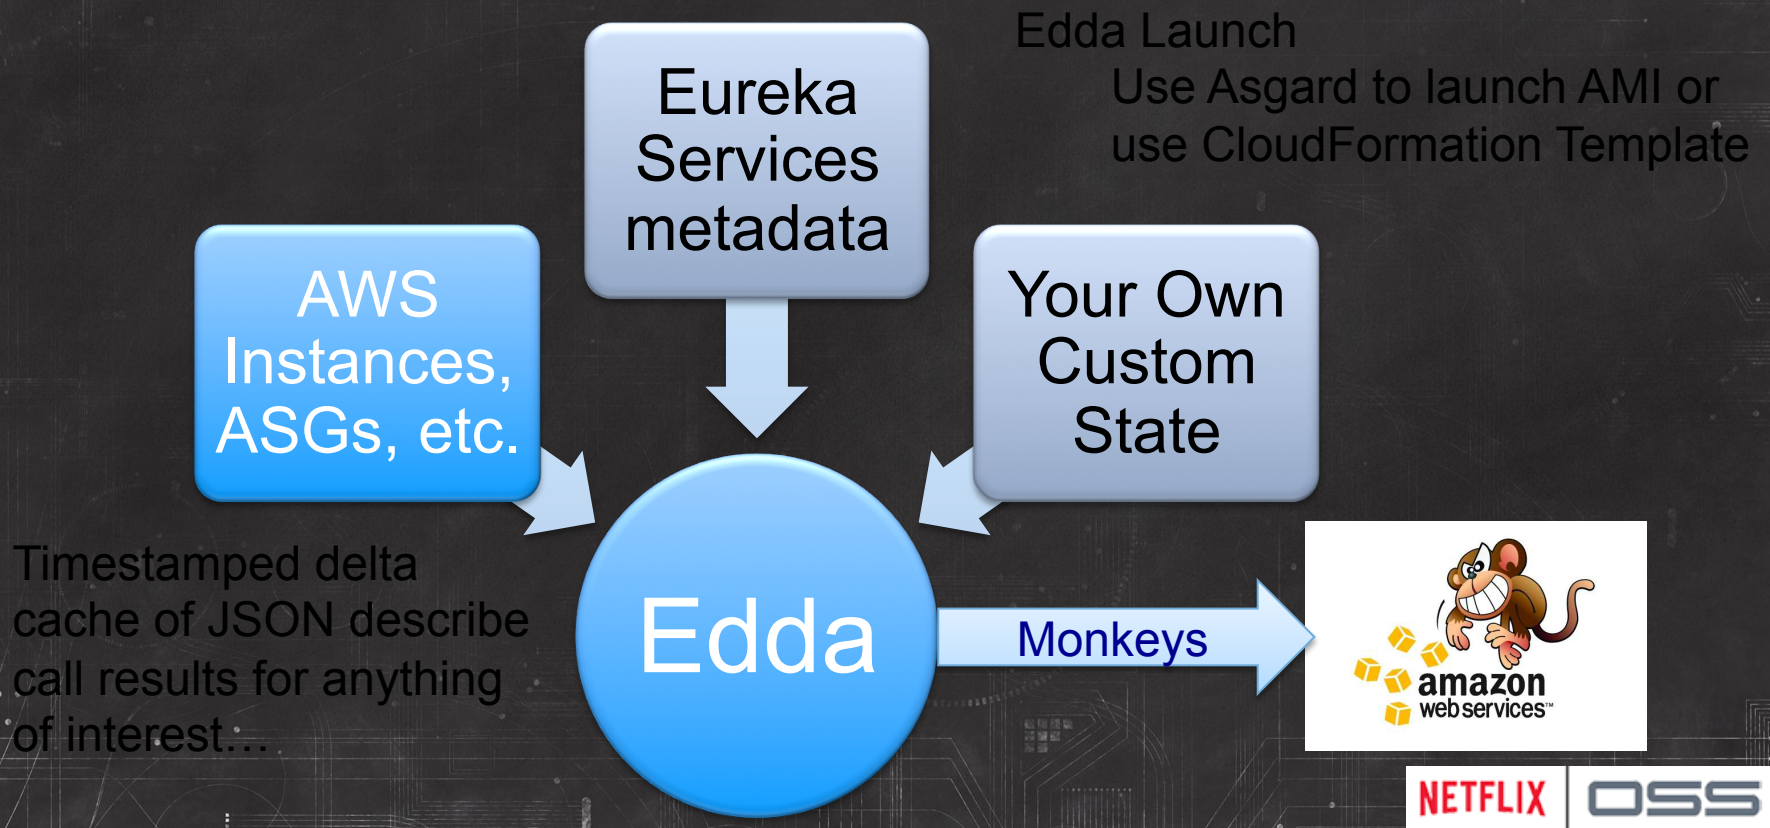 Edda Launch
Use Asgard to launch AMI or
use CloudFormation Template
Eureka
Services
metadata
AWS
Instances,
ASGs, etc.
Your Own
Custom
State
Timestamped delta
cache of JSON describe
call results for anything
of interest…
Edda
Monkeys
amazon
webservices™
NETFLIX OSS